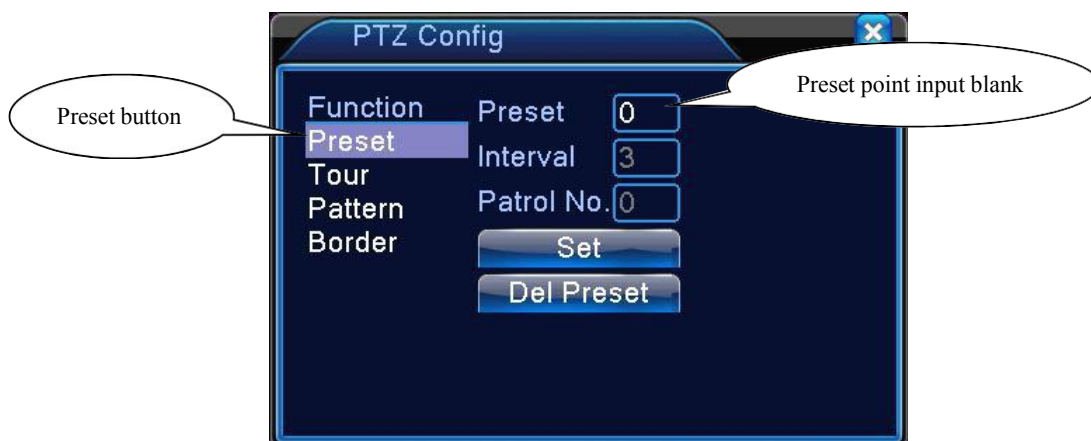 PTZ Config
Preset button
Preset point input blank
Function
Preset
Tour
Pattern
Border
Preset 0
Interval 3
Patrol No. 0
Set
Del Preset